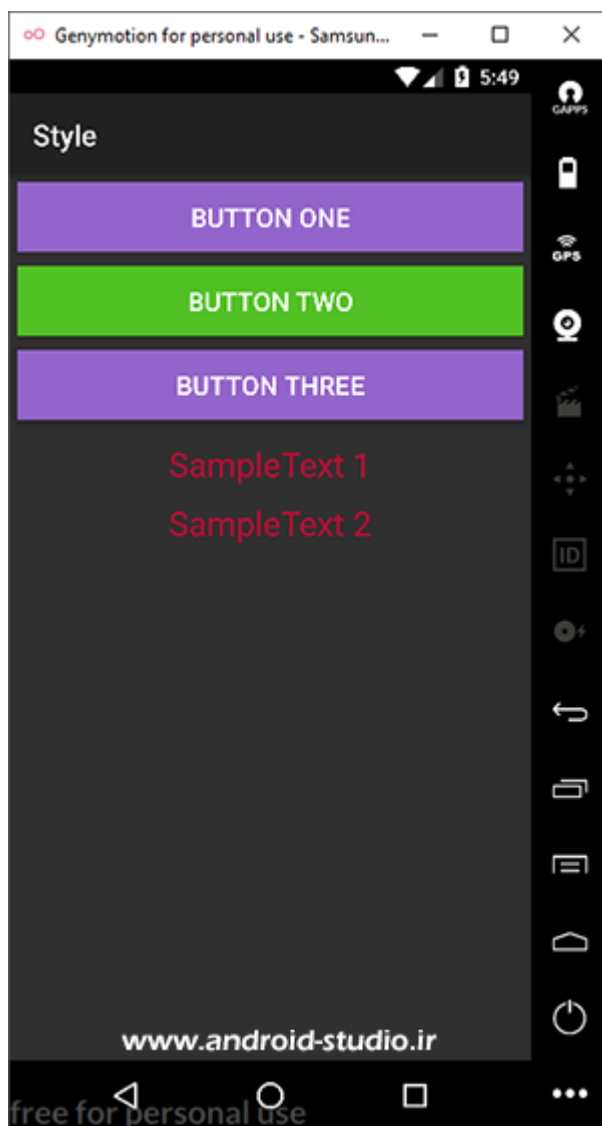 Genymotion for personal use - Samsun...
5:49
GAPPS
Style
BUTTON ONE
GPS
BUTTON TWO
BUTTON THREE
SampleText 1
SampleText 2
ID
www.android-studio.ir
free for personal use